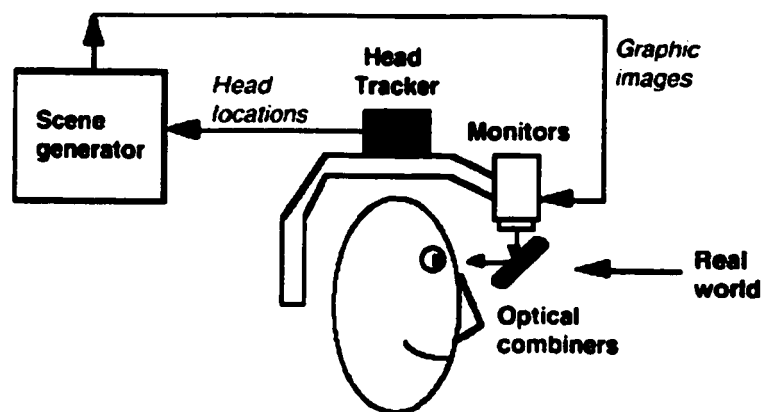 Graphic
images
Head
Tracker
Head
locations
Scene
generator
Monitors
Real
world
Optical
combiners